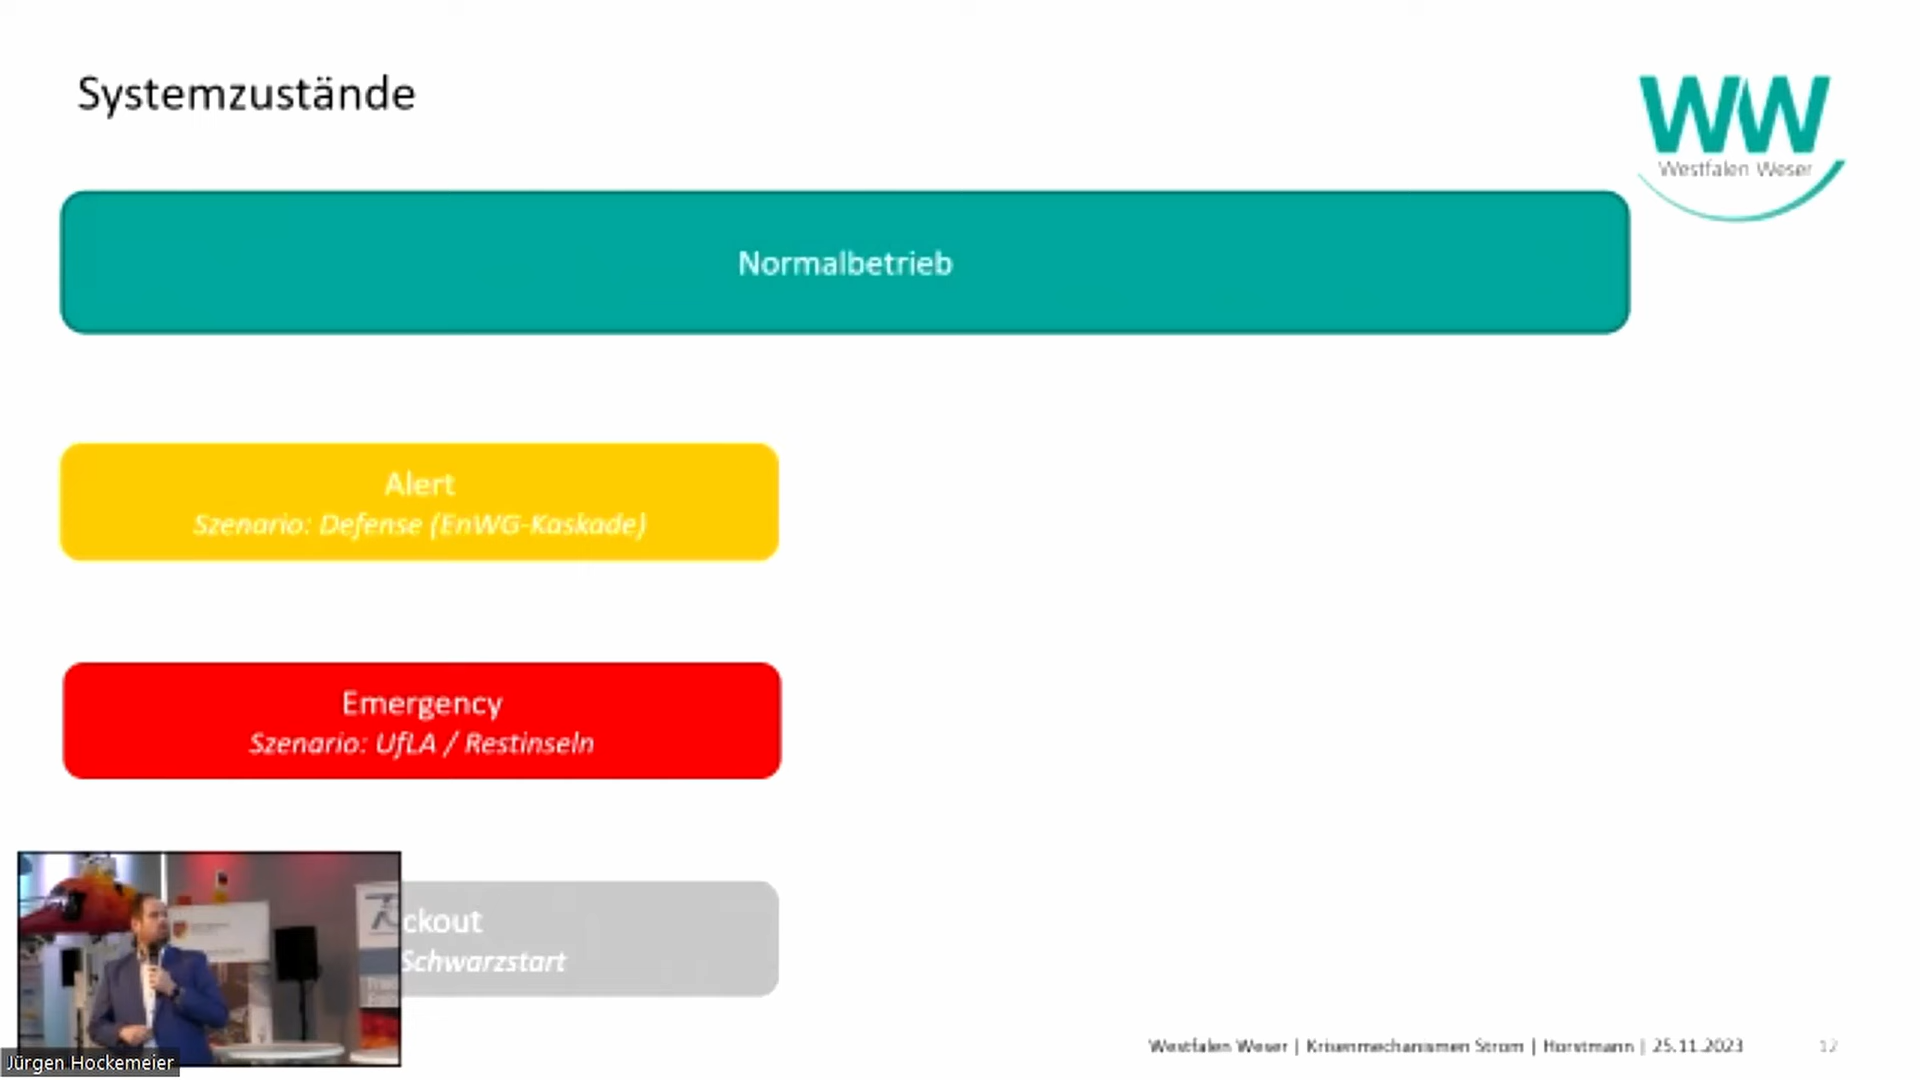 Systemzustände
WW
Westfalen Weser
Normalbetrieb
Alert
Szenario: Defense (EnWG-Kaskade)
Emergency
Szenario: UfLA / Restinseln
ckout
Schwarzstart
Jürgen Hockemeier
Westfalen Weser | Krisenmechanismen Strom | Horstmann | 25.11.2023
12